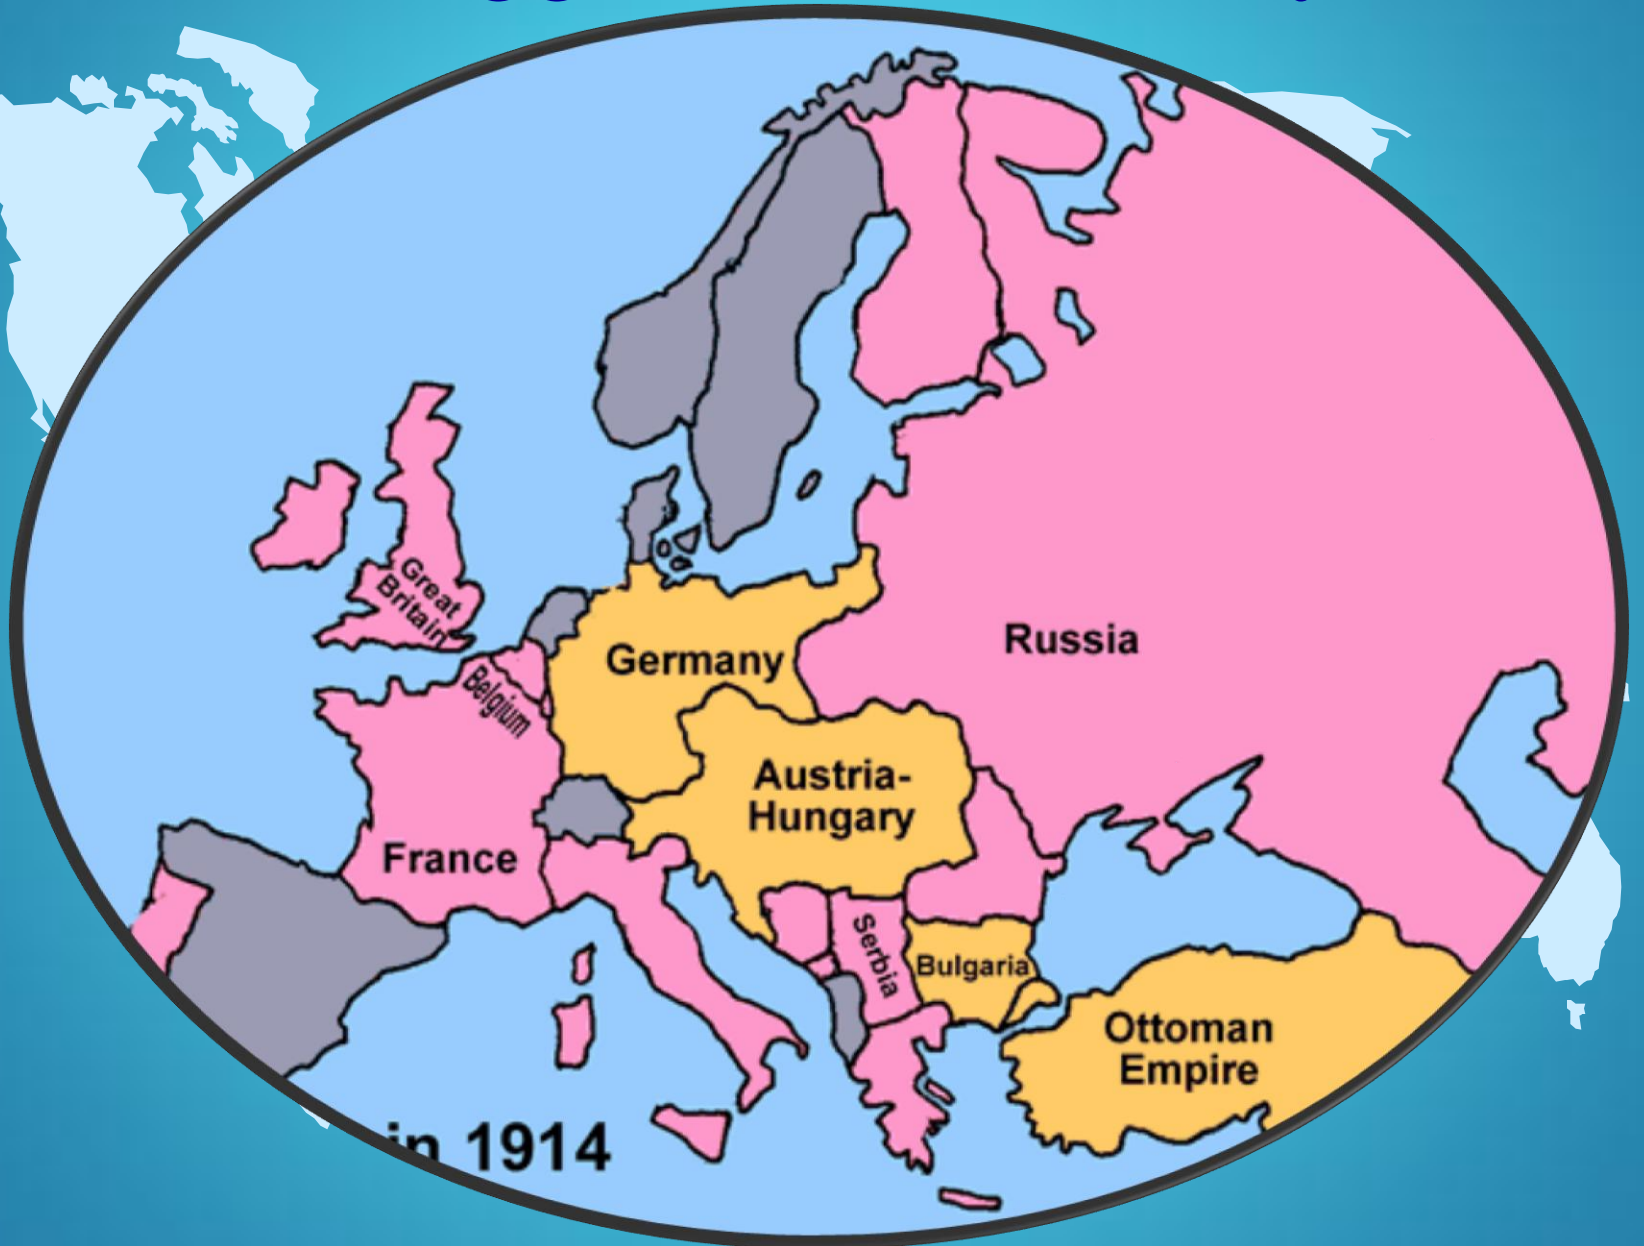 Great
Britain
Belgium
Germany
Russia
Austria-
Hungary
France
Serbia
Bulgaria
Ottoman
Empire
in 1914